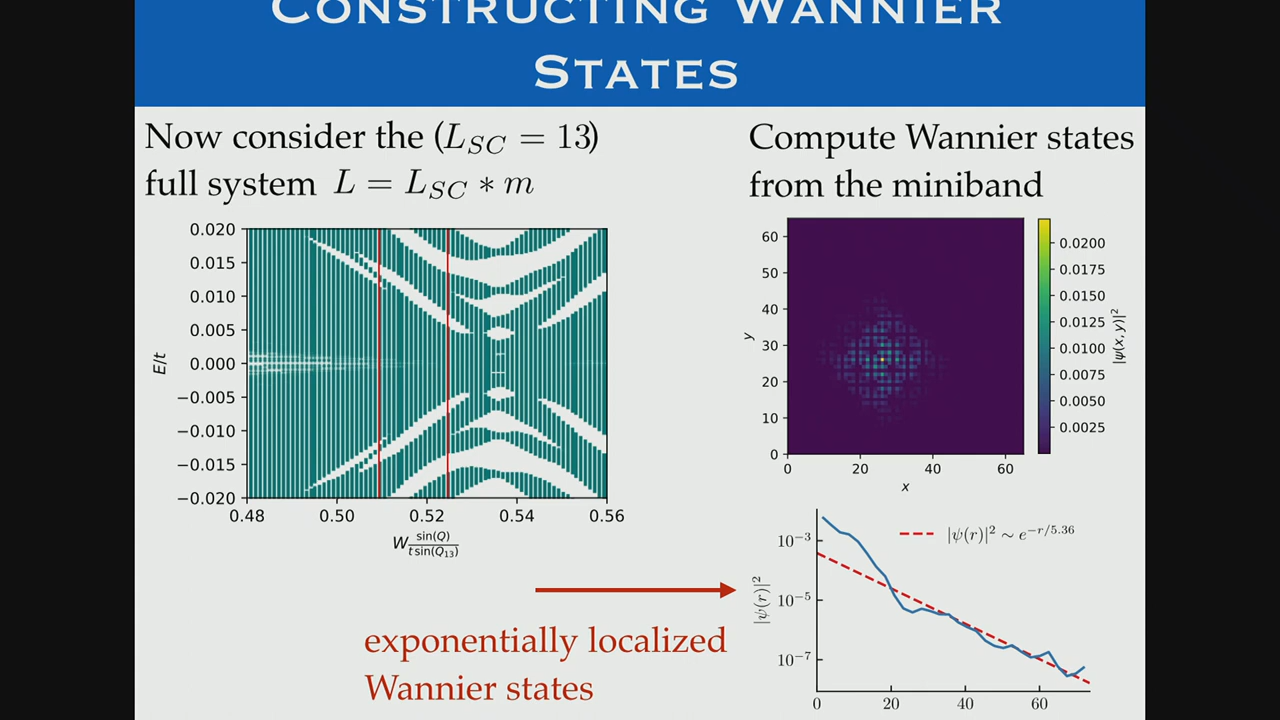 CONSTRUCTING WANNIER
STATES
Now consider the (L_SC = 13)
full system L = L_SC * m
Compute Wannier states
from the miniband
0.020
0.015
0.010
0.005
0.000
−0.005
−0.010
−0.015
−0.020
E/t
0.48 0.50 0.52 0.54 0.56
W sin(Q) / t sin(Q_13)
60
50
40
30
20
10
0
y
0 20 40 60
x
0.0200
0.0175
0.0150
0.0125
0.0100
0.0075
0.0050
0.0025
|ψ(x, y)|²
exponentially localized
Wannier states
|ψ(r)|² ∼ e^{−r/5.36}
10⁻³
10⁻⁵
10⁻⁷
|ψ(r)|²
0 20 40 60